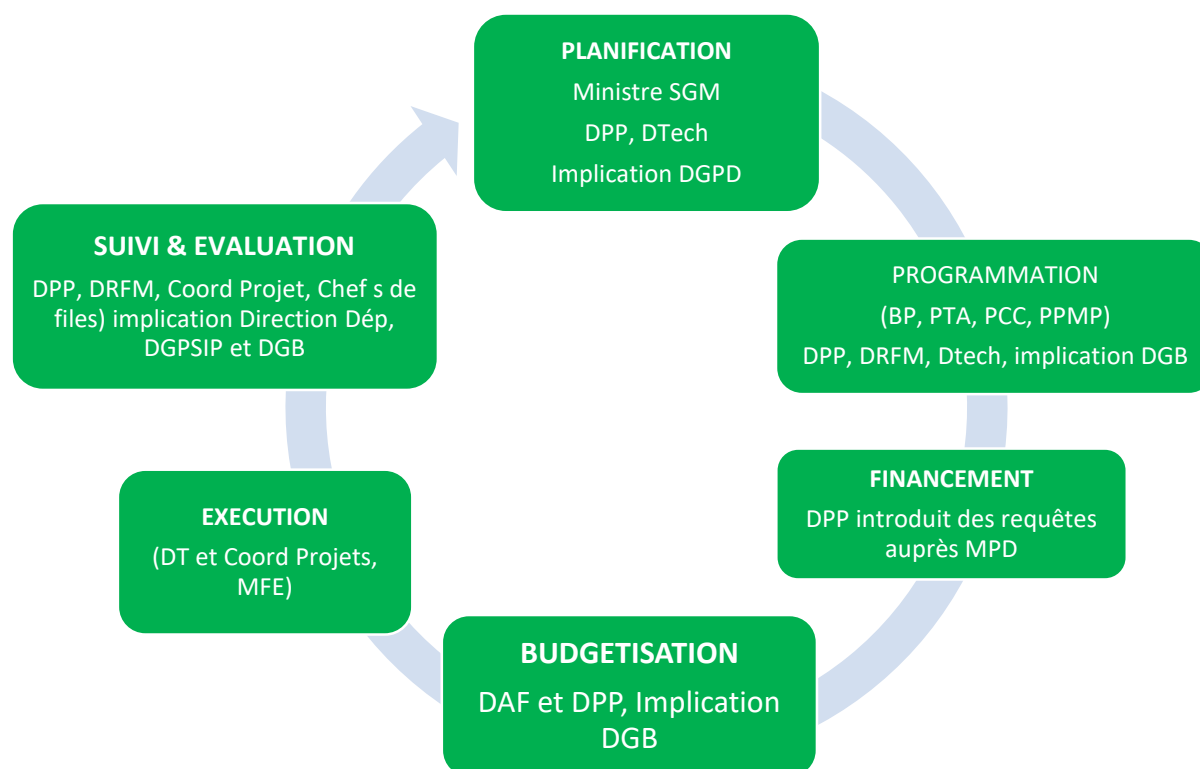 PLANIFICATION
Ministre SGM
DPP, DTech
Implication DGPD
PROGRAMMATION
(BP, PTA, PCC, PPMP)
DPP, DRFM, Dtech, implication DGB
FINANCEMENT
DPP introduit des requêtes
auprès MPD
BUDGETISATION
DAF et DPP, Implication
DGB
EXECUTION
(DT et Coord Projets,
MFE)
SUIVI & EVALUATION
DPP, DRFM, Coord Projet, Chef s de
files) implication Direction Dép,
DGPSIP et DGB